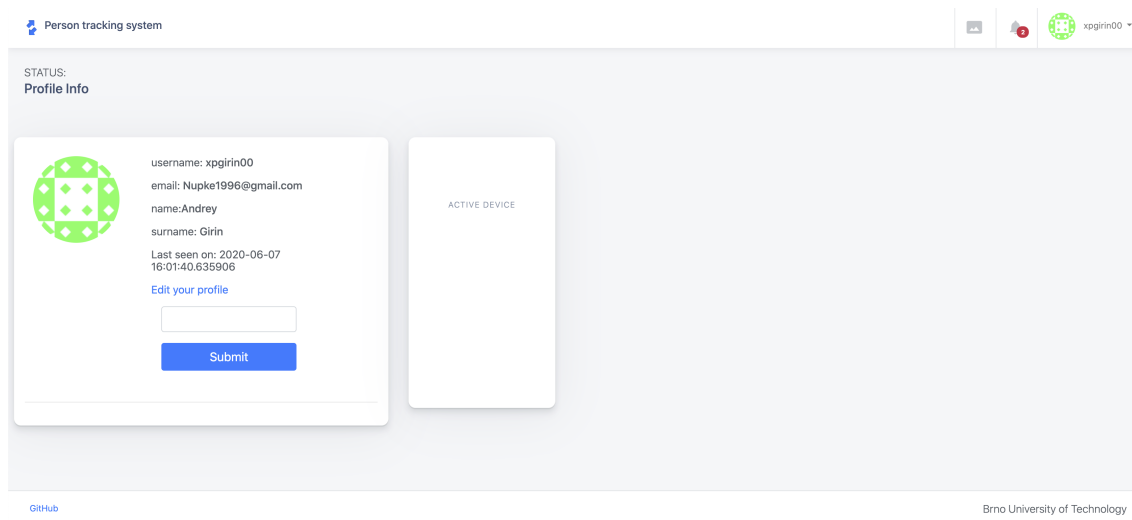 Person tracking system
2
xpgirin00
STATUS:
Profile Info
username: xpgirin00
email: Nupke1996@gmail.com
name:Andrey
surname: Girin
Last seen on: 2020-06-07
16:01:40.635906
Edit your profile
Submit
ACTIVE DEVICE
GitHub
Brno University of Technology